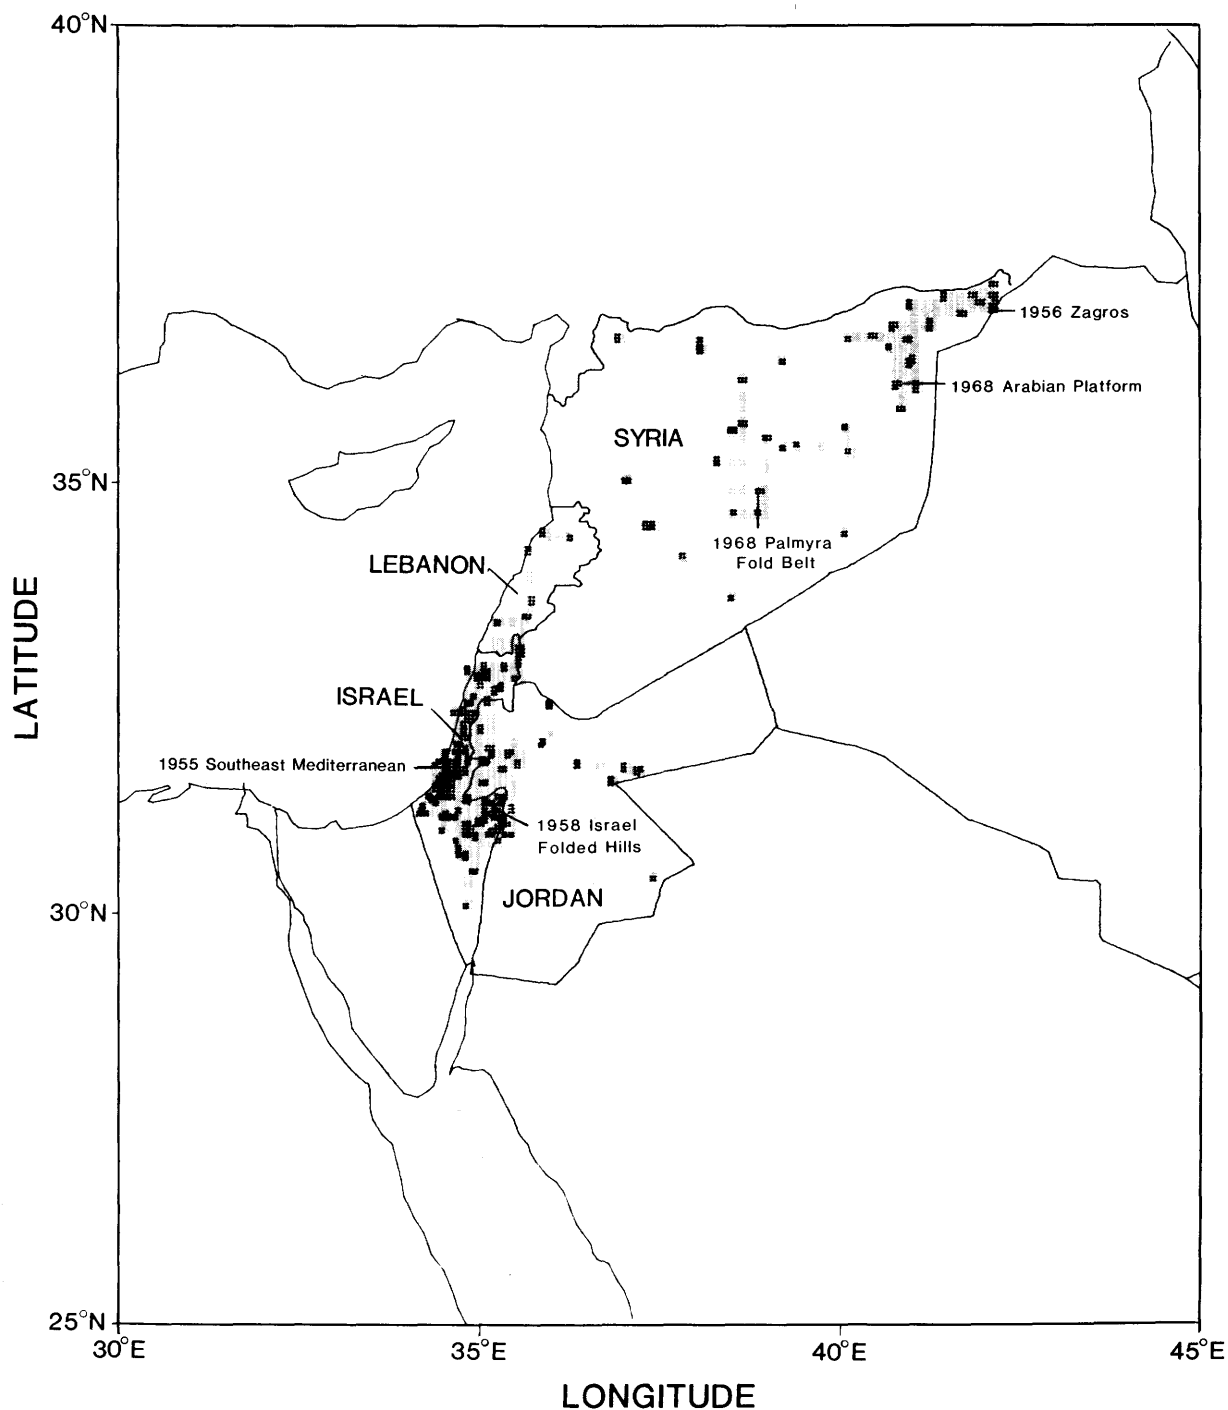 40°N
1956 Zagros
1968 Arabian Platform
SYRIA
35°N
1968 Palmyra
Fold Belt
LEBANON
LATITUDE
ISRAEL
1955 Southeast Mediterranean
1958 Israel
Folded Hills
JORDAN
30°N
25°N
30°E
35°E
40°E
45°E
LONGITUDE